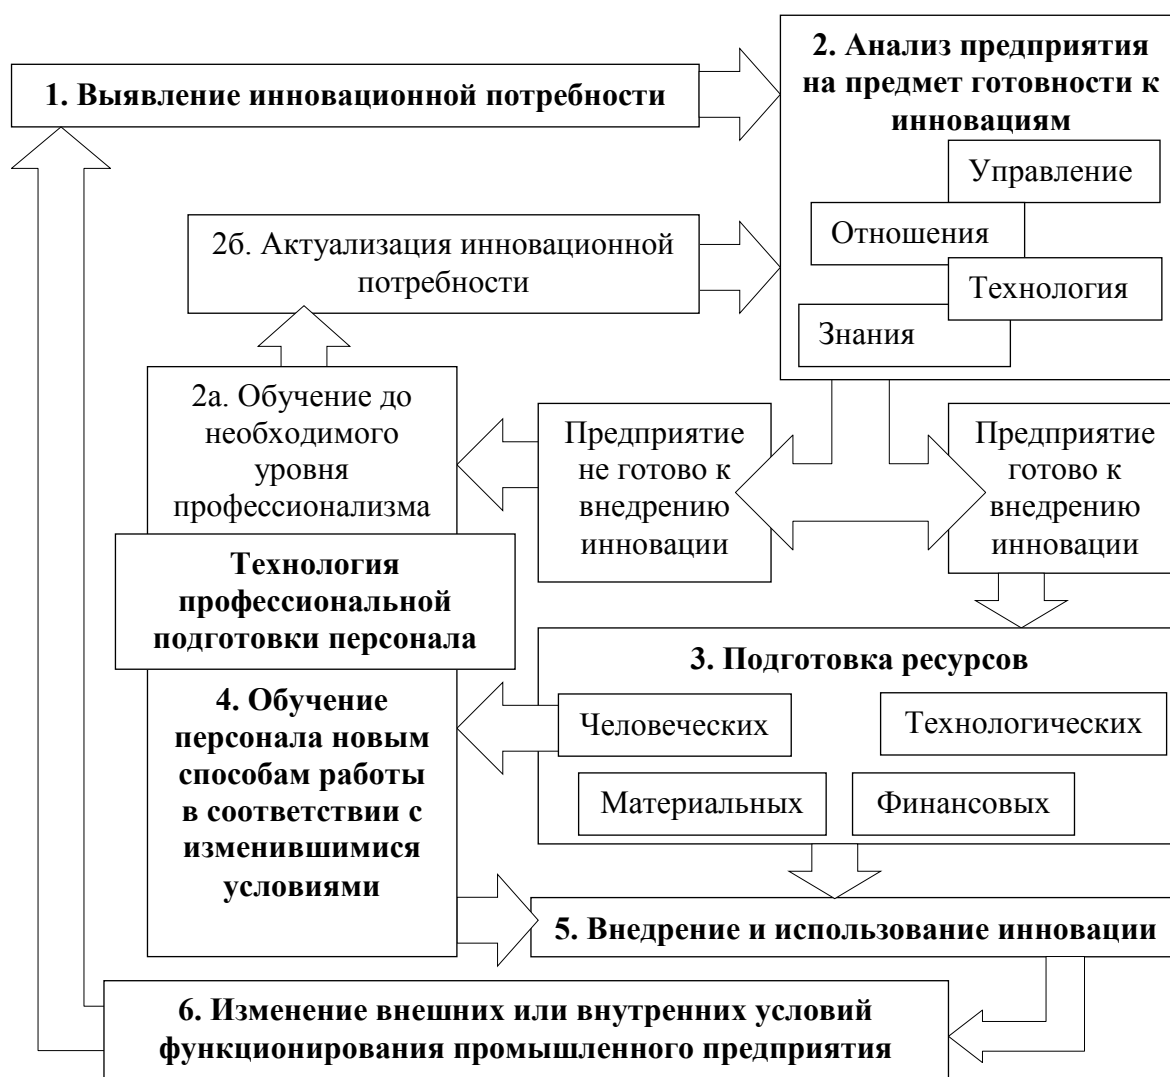 1. Выявление инновационной потребности
2. Анализ предприятия
на предмет готовности к
инновациям
Управление
Отношения
Технология
Знания
2б. Актуализация инновационной
потребности
2а. Обучение до
необходимого
уровня
профессионализма
Предприятие
не готово к
внедрению
инновации
Предприятие
готово к
внедрению
инновации
Технология
профессиональной
подготовки персонала
3. Подготовка ресурсов
Человеческих
Технологических
Материальных
Финансовых
4. Обучение
персонала новым
способам работы
в соответствии с
изменившимися
условиями
5. Внедрение и использование инновации
6. Изменение внешних или внутренних условий
функционирования промышленного предприятия